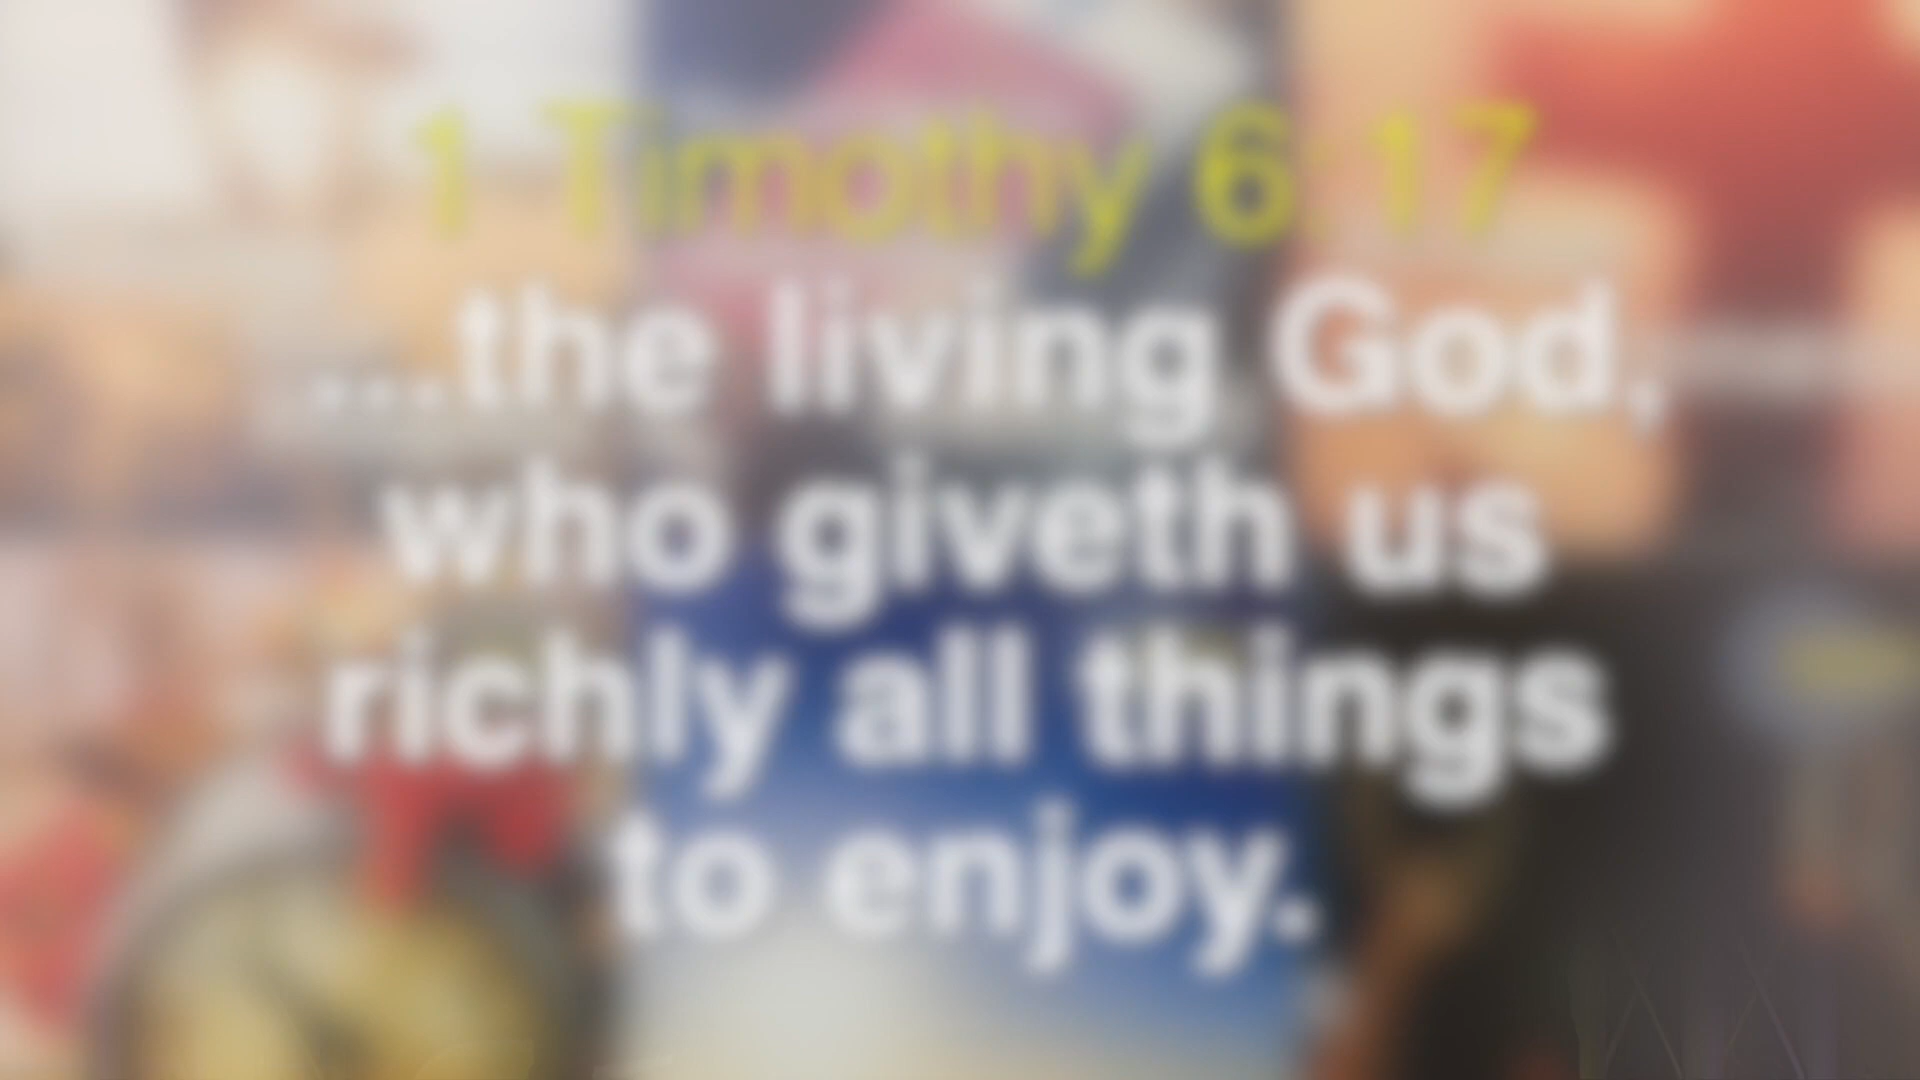 1 Timothy 6:17
...the living God,
who giveth us
richly all things
to enjoy.